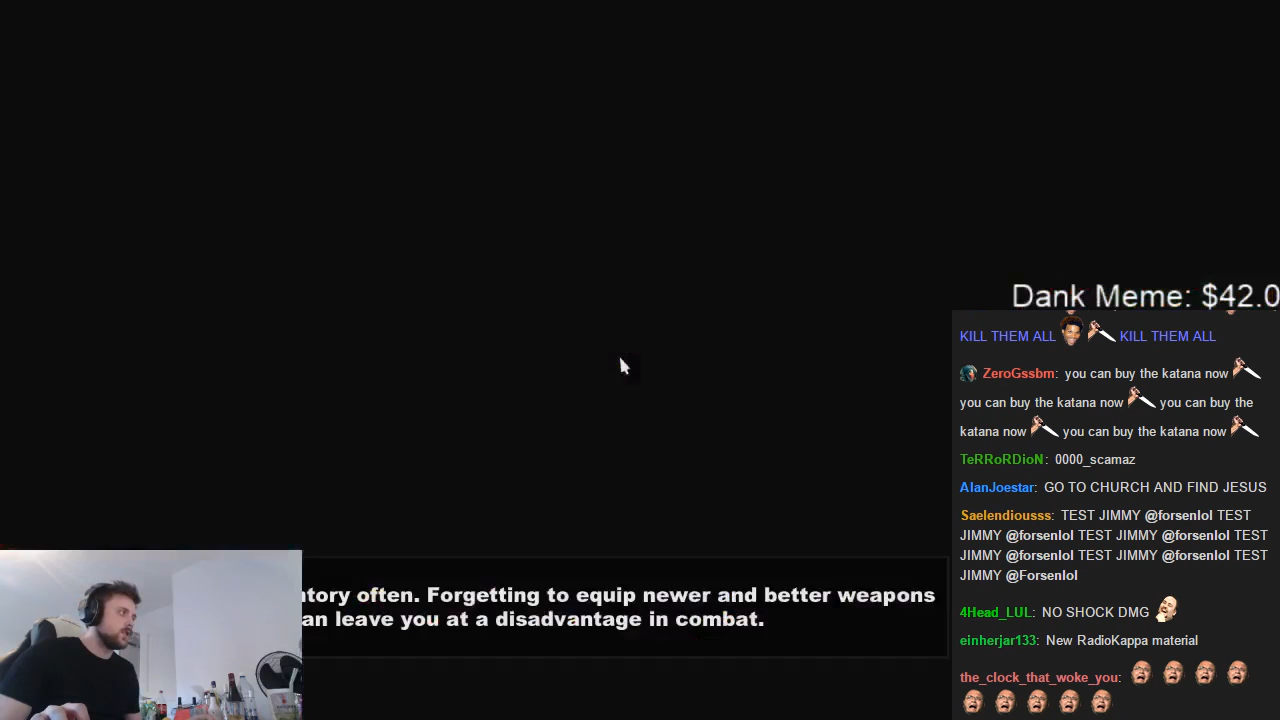 Dank Meme: $42.0
KILL THEM ALL KILL THEM ALL
ZeroGssbm: you can buy the katana now
you can buy the katana now you can buy the
katana now you can buy the katana now
TeRRoRDioN: 0000_scamaz
AlanJoestar: GO TO CHURCH AND FIND JESUS
Saelendiousss: TEST JIMMY @forsenlol TEST
JIMMY @forsenlol TEST JIMMY @forsenlol TEST
JIMMY @forsenlol TEST JIMMY @forsenlol TEST
JIMMY @Forsenlol
4Head_LUL: NO SHOCK DMG
einherjar133: New RadioKappa material
the_clock_that_woke_you:
ntory often. Forgetting to equip newer and better weapons
an leave you at a disadvantage in combat.